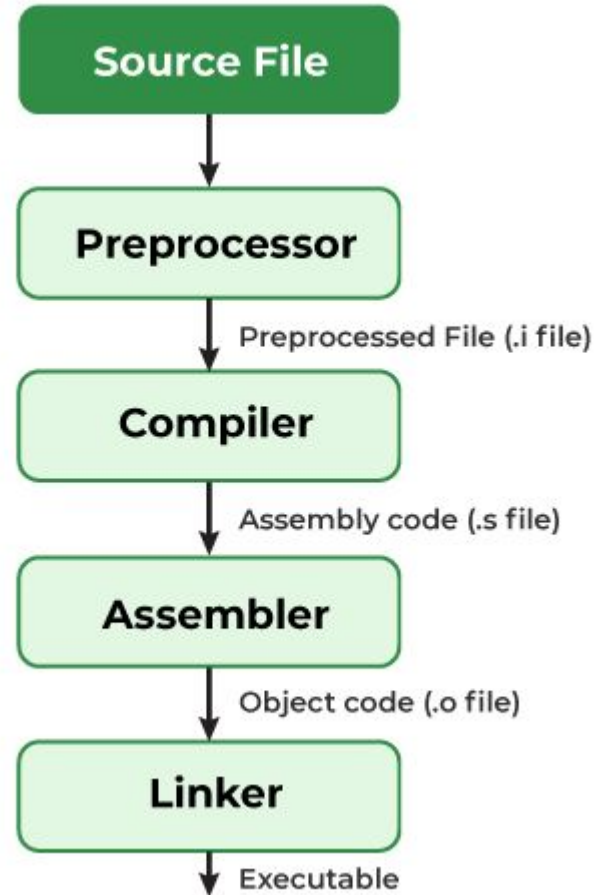 Source File
Preprocessor
Preprocessed File (.i file)
Compiler
Assembly code (.s file)
Assembler
Object code (.o file)
Linker
Executable